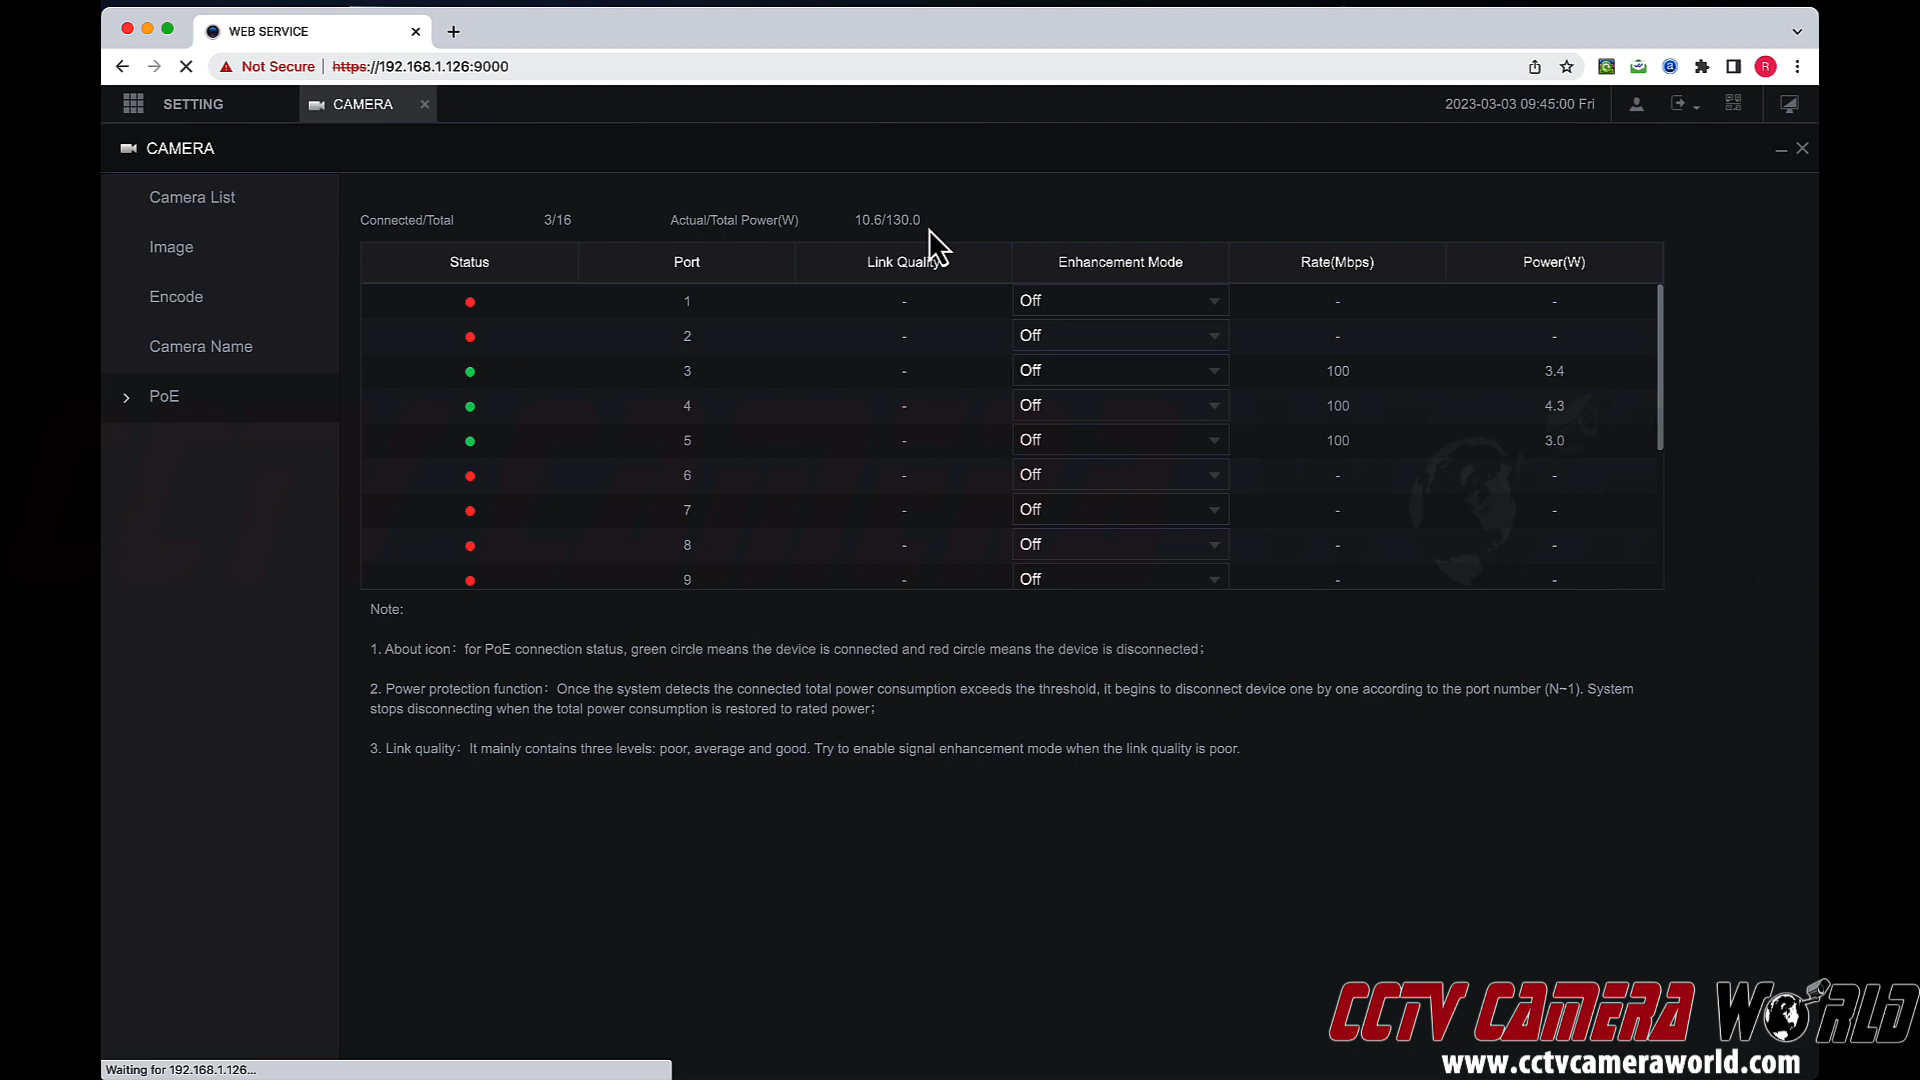 WEB SERVICE
Not Secure | https://192.168.1.126:9000
R
SETTING
CAMERA
2023-03-03 09:45:00 Fri
CAMERA
Camera List
Image
Encode
Camera Name
PoE
Connected/Total 3/16 Actual/Total Power(W) 10.6/130.0
Status Port Link Quality Enhancement Mode Rate(Mbps) Power(W)
1 - Off - -
2 - Off - -
3 - Off 100 3.4
4 - Off 100 4.3
5 - Off 100 3.0
6 - Off - -
7 - Off - -
8 - Off - -
9 - Off - -
Note:
1. About icon: for PoE connection status, green circle means the device is connected and red circle means the device is disconnected;
2. Power protection function: Once the system detects the connected total power consumption exceeds the threshold, it begins to disconnect device one by one according to the port number (N~1). System
stops disconnecting when the total power consumption is restored to rated power;
3. Link quality: It mainly contains three levels: poor, average and good. Try to enable signal enhancement mode when the link quality is poor.
CCTV CAMERA WORLD
www.cctvcameraworld.com
Waiting for 192.168.1.126...